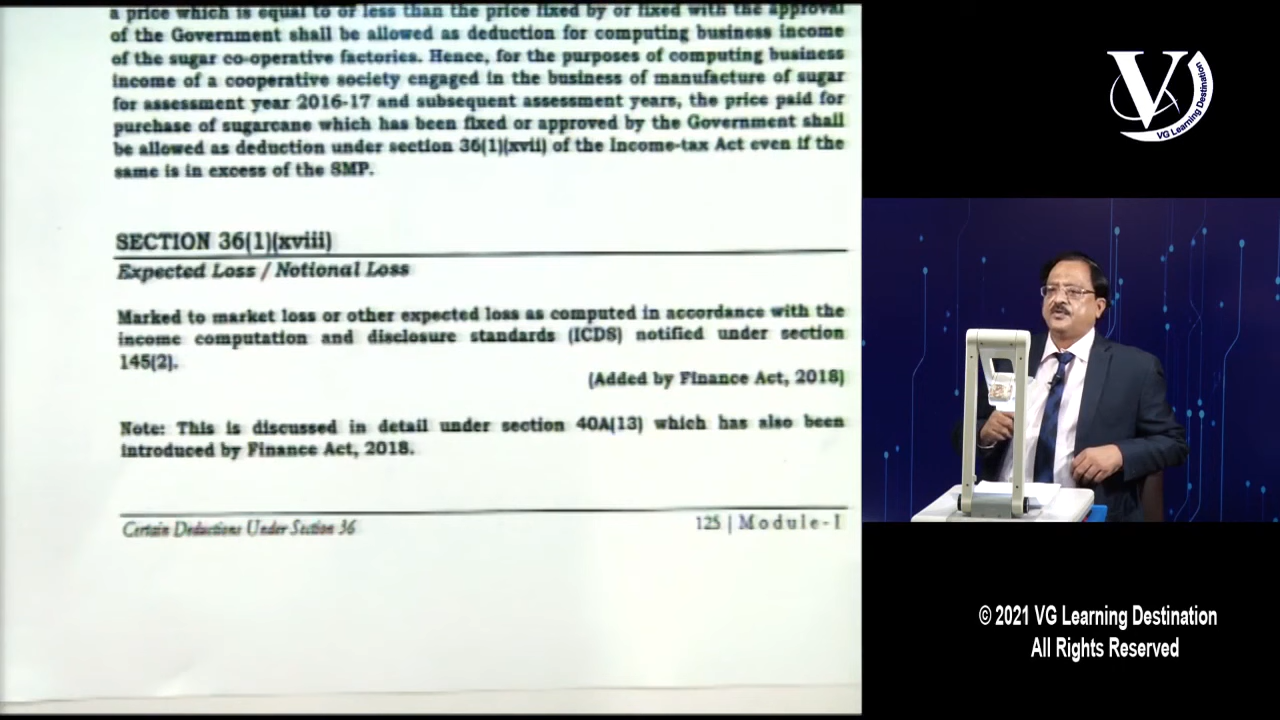 a price which is equal to or less than the price fixed by or fixed with the approval
of the Government shall be allowed as deduction for computing business income
of the sugar co-operative factories. Hence, for the purposes of computing business
income of a cooperative society engaged in the business of manufacture of sugar
for assessment year 2016-17 and subsequent assessment years, the price paid for
purchase of sugarcane which has been fixed or approved by the Government shall
be allowed as deduction under section 36(1)(xvii) of the Income-tax Act even if the
same is in excess of the SMP.
SECTION 36(1)(xviii)
Expected Loss / Notional Loss
Marked to market loss or other expected loss as computed in accordance with the
income computation and disclosure standards (ICDS) notified under section
145(2).
(Added by Finance Act, 2018)
Note: This is discussed in detail under section 40A(13) which has also been
introduced by Finance Act, 2018.
Certain Deductions Under Section 36
125 | Module-I
V
VG Learning Destination
© 2021 VG Learning Destination
All Rights Reserved